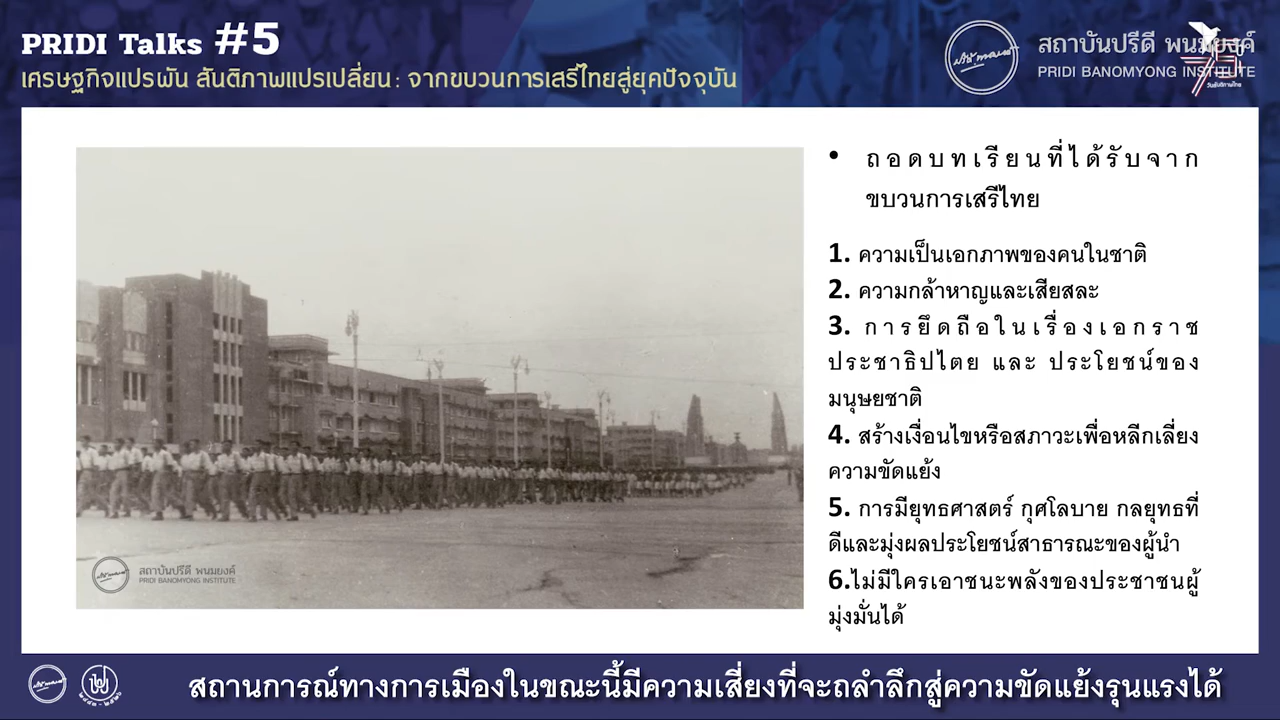 PRIDI Talks #5
เศรษฐกิจแปรผัน สันติภาพแปรเปลี่ยน : จากขบวนการเสรีไทยสู่ยุคปัจจุบัน
สถาบันปรีดี พนมยงค์
PRIDI BANOMYONG INSTITUTE
วันสันติภาพไทย
• ถอดบทเรียนที่ได้รับจาก
ขบวนการเสรีไทย
1. ความเป็นเอกภาพของคนในชาติ
2. ความกล้าหาญและเสียสละ
3. การยึดถือในเรื่องเอกราช
ประชาธิปไตย และ ประโยชน์ของ
มนุษยชาติ
4. สร้างเงื่อนไขหรือสภาวะเพื่อหลีกเลี่ยง
ความขัดแย้ง
5. การมียุทธศาสตร์ กุศโลบาย กลยุทธที่
ดีและมุ่งผลประโยชน์สาธารณะของผู้นำ
6.ไม่มีใครเอาชนะพลังของประชาชนผู้
มุ่งมั่นได้
สถาบันปรีดี พนมยงค์
PRIDI BANOMYONG INSTITUTE
สถานการณ์ทางการเมืองในขณะนี้มีความเสี่ยงที่จะถลำลึกสู่ความขัดแย้งรุนแรงได้